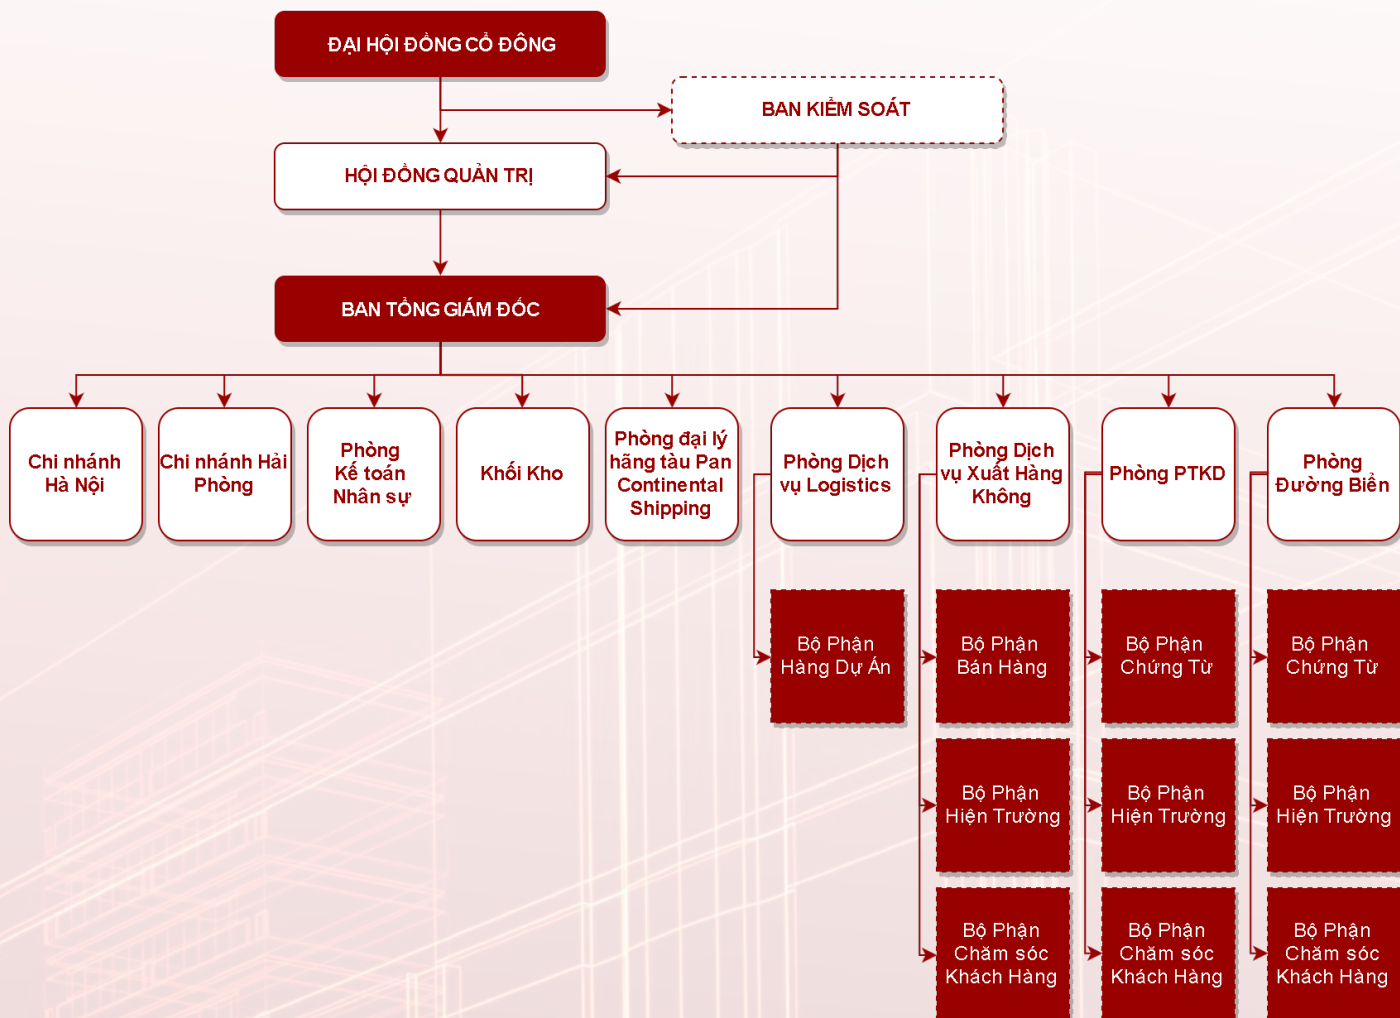 ĐẠI HỘI ĐỒNG CỔ ĐÔNG
BAN KIỂM SOÁT
HỘI ĐỒNG QUẢN TRỊ
BAN TỔNG GIÁM ĐỐC
Chi nhánh
Hà Nội
Chi nhánh Hải
Phòng
Phòng
Kế toán
Nhân sự
Khối Kho
Phòng đại lý
hãng tàu Pan
Continental
Shipping
Phòng Dịch
vụ Logistics
Phòng Dịch
vụ Xuất Hàng
Không
Phòng PTKD
Phòng
Đường Biển
Bộ Phận
Hàng Dự Án
Bộ Phận
Bán Hàng
Bộ Phận
Chứng Từ
Bộ Phận
Chứng Từ
Bộ Phận
Hiện Trường
Bộ Phận
Hiện Trường
Bộ Phận
Hiện Trường
Bộ Phận
Chăm sóc
Khách Hàng
Bộ Phận
Chăm sóc
Khách Hàng
Bộ Phận
Chăm sóc
Khách Hàng